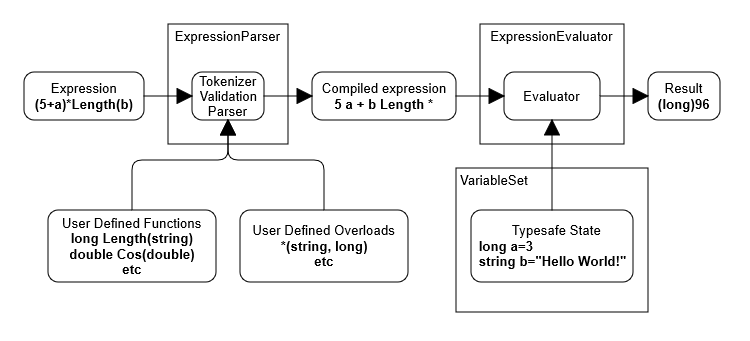 ExpressionParser
ExpressionEvaluator
Expression
(5+a)*Length(b)
Tokenizer
Validation
Parser
Compiled expression
5 a + b Length *
Evaluator
Result
(long)96
User Defined Functions
long Length(string)
double Cos(double)
etc
User Defined Overloads
*(string, long)
etc
VariableSet
Typesafe State
long a=3
string b="Hello World!"